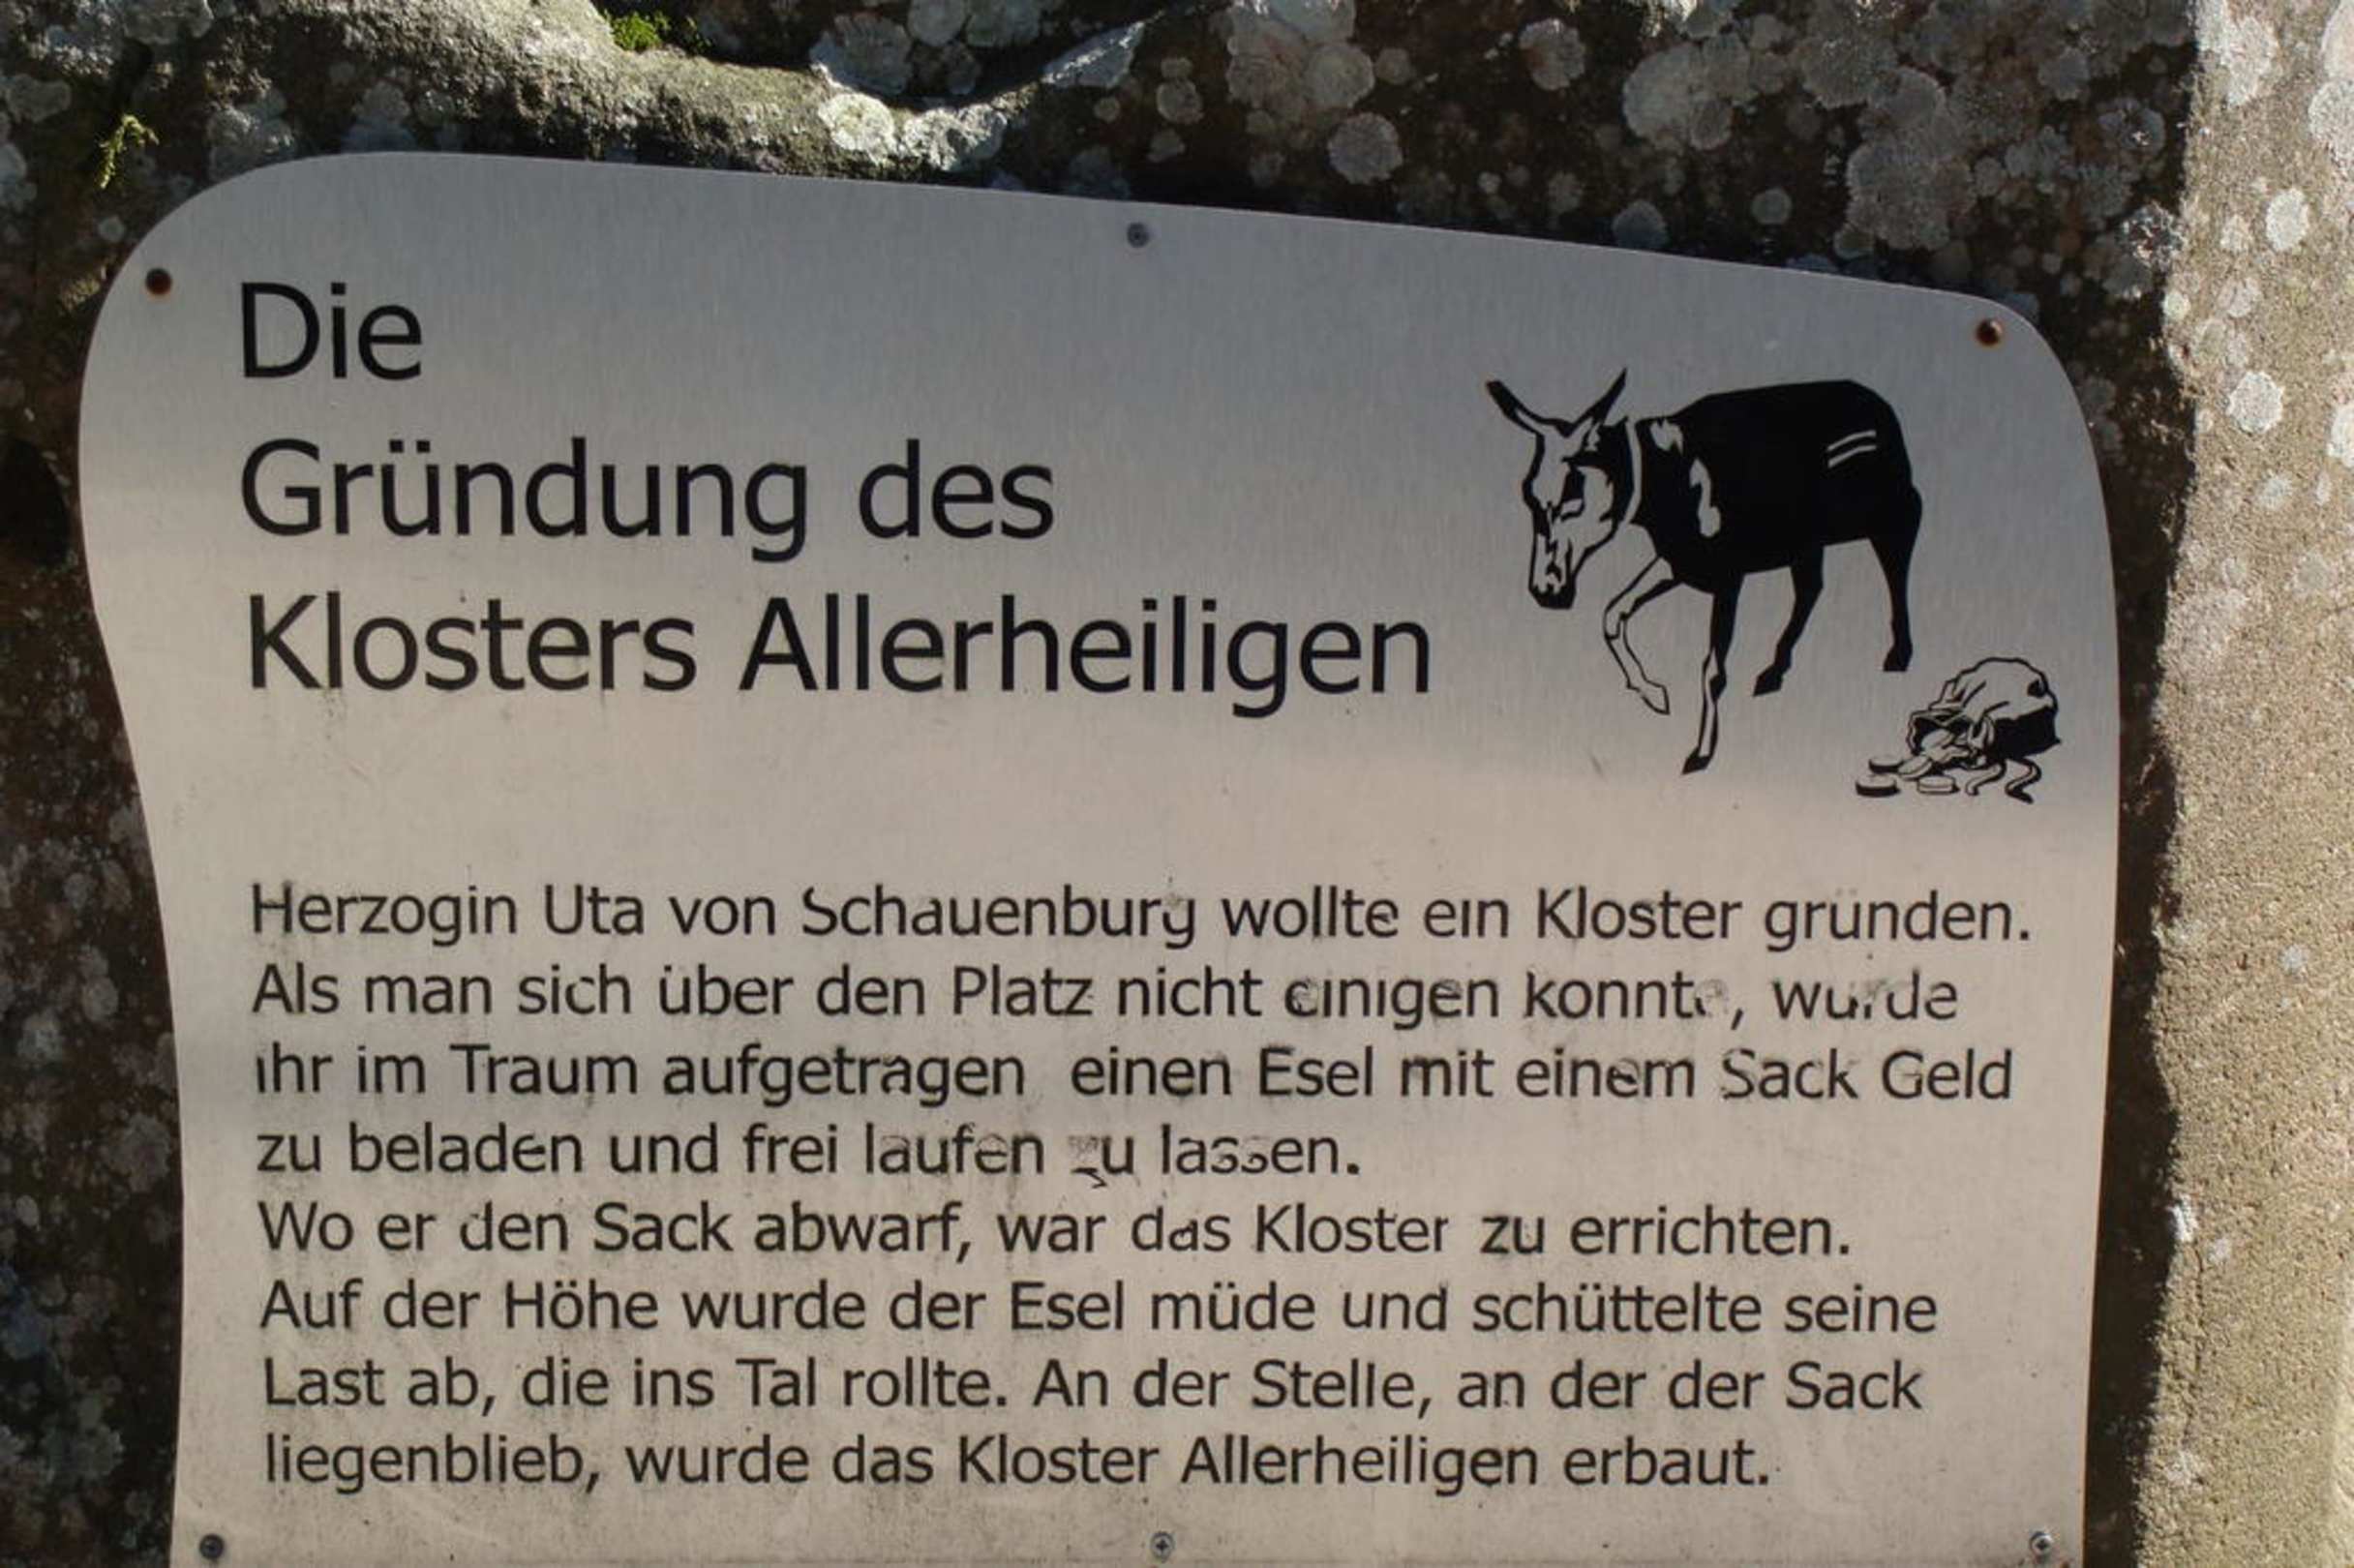 Die
Gründung des
Klosters Allerheiligen
Herzogin Uta von Schauenburg wollte ein Kloster gründen.
Als man sich über den Platz nicht einigen konnte, wurde
ihr im Traum aufgetragen einen Esel mit einem Sack Geld
zu beladen und frei laufen zu lassen.
Wo er den Sack abwarf, war das Kloster zu errichten.
Auf der Höhe wurde der Esel müde und schüttelte seine
Last ab, die ins Tal rollte. An der Stelle, an der der Sack
liegenblieb, wurde das Kloster Allerheiligen erbaut.